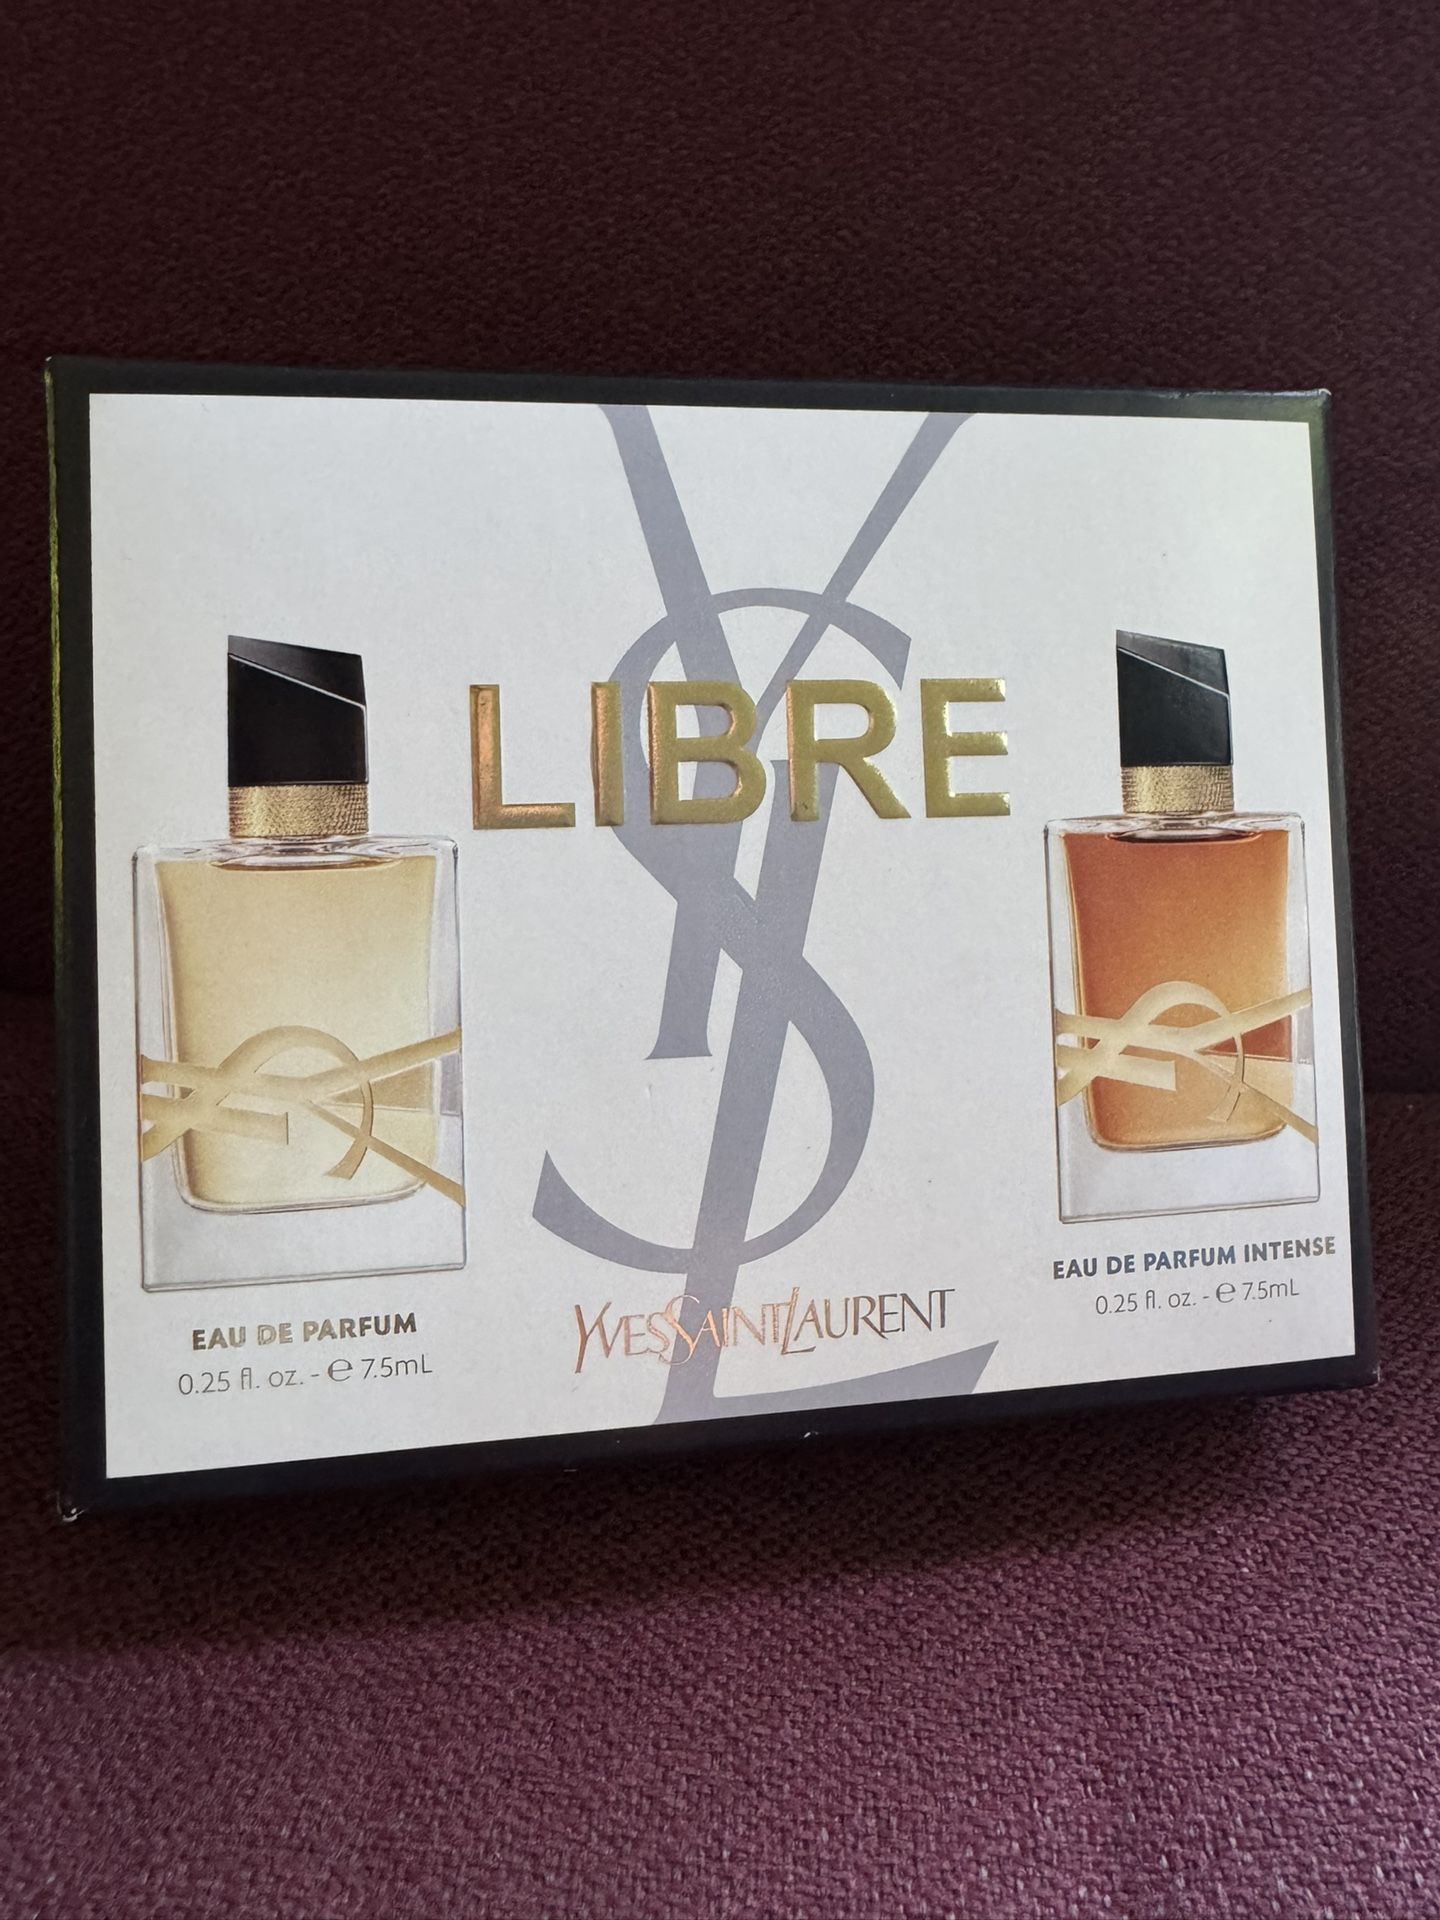 YSL
LIBRE
EAU DE PARFUM
0.25 fl. oz. - ℮ 7.5mL
YVESSAINTLAURENT
EAU DE PARFUM INTENSE
0.25 fl. oz. - ℮ 7.5mL